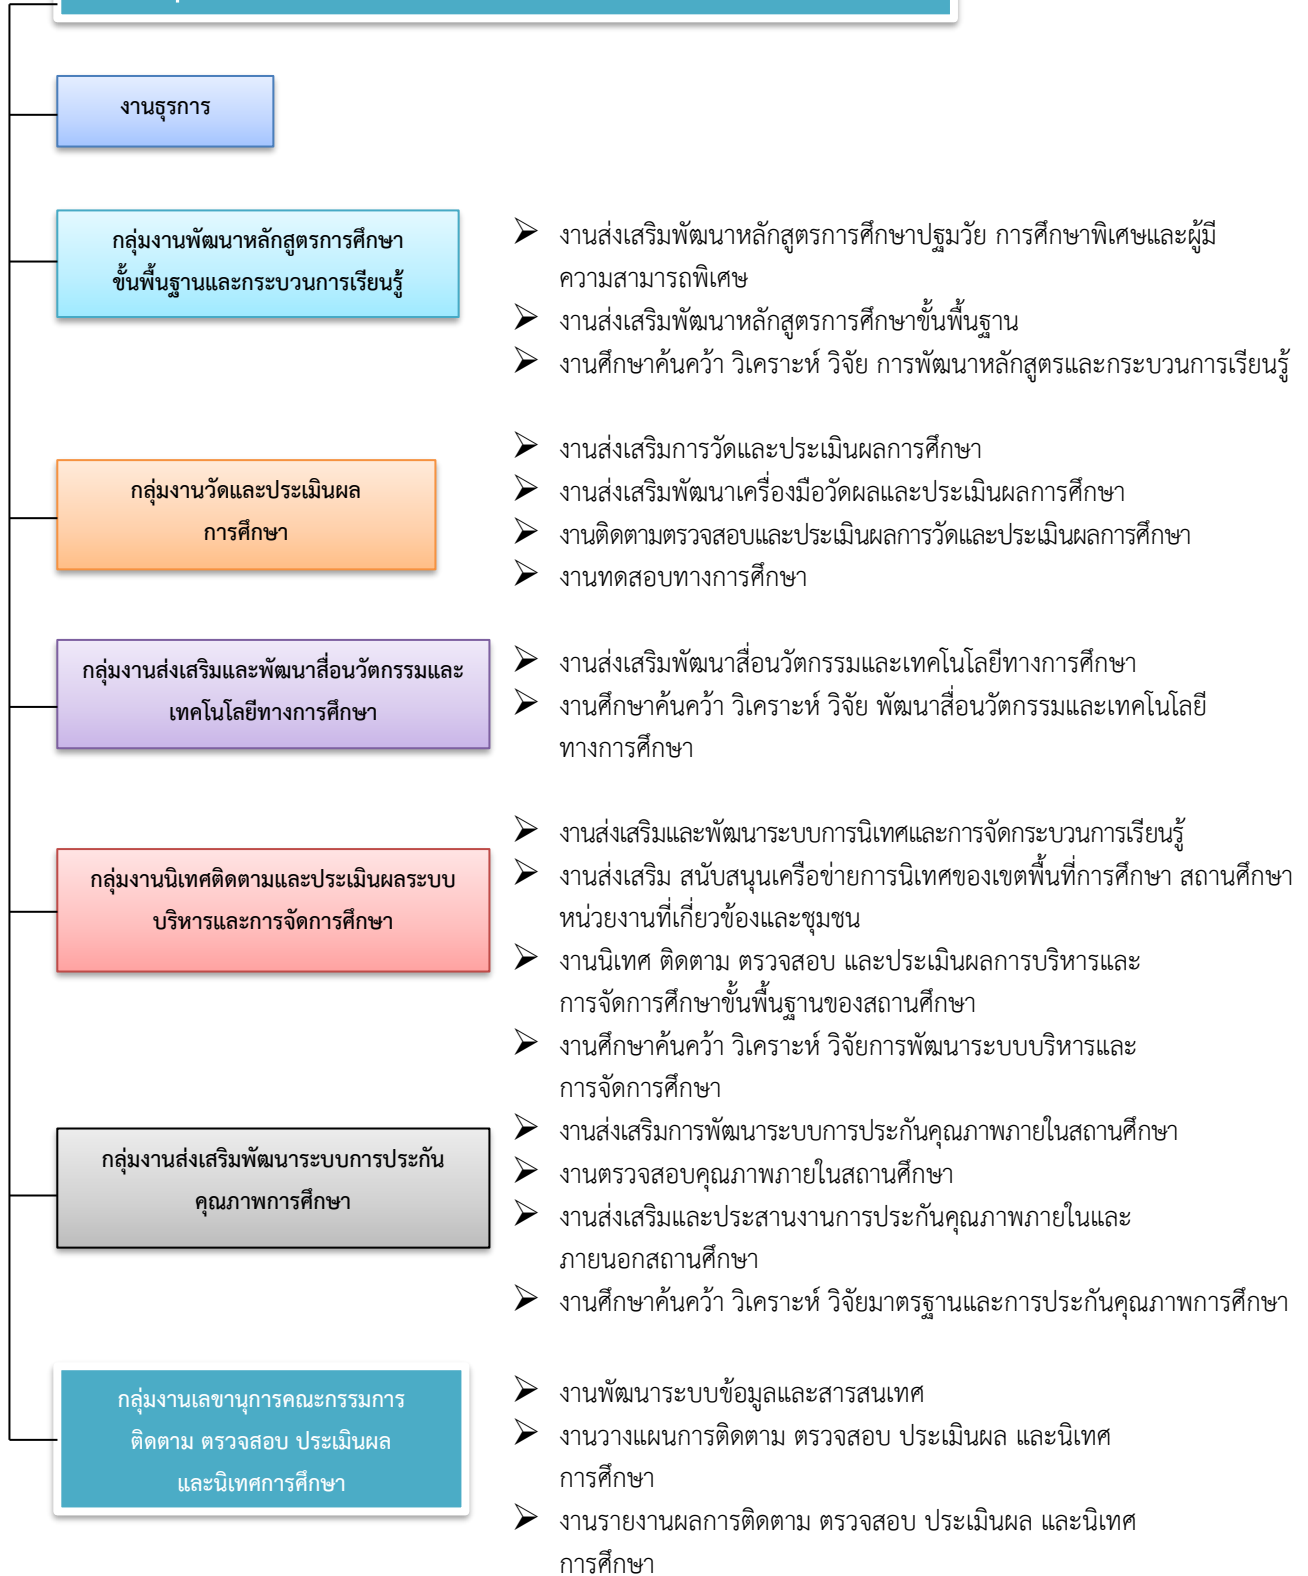 งานธุรการ
กลุ่มงานพัฒนาหลักสูตรการศึกษา
ขั้นพื้นฐานและกระบวนการเรียนรู้
งานส่งเสริมพัฒนาหลักสูตรการศึกษาปฐมวัย การศึกษาพิเศษและผู้มี
ความสามารถพิเศษ
งานส่งเสริมพัฒนาหลักสูตรการศึกษาขั้นพื้นฐาน
งานศึกษาค้นคว้า วิเคราะห์ วิจัย การพัฒนาหลักสูตรและกระบวนการเรียนรู้
กลุ่มงานวัดและประเมินผล
การศึกษา
งานส่งเสริมการวัดและประเมินผลการศึกษา
งานส่งเสริมพัฒนาเครื่องมือวัดผลและประเมินผลการศึกษา
งานติดตามตรวจสอบและประเมินผลการวัดและประเมินผลการศึกษา
งานทดสอบทางการศึกษา
กลุ่มงานส่งเสริมและพัฒนาสื่อนวัตกรรมและ
เทคโนโลยีทางการศึกษา
งานส่งเสริมพัฒนาสื่อนวัตกรรมและเทคโนโลยีทางการศึกษา
งานศึกษาค้นคว้า วิเคราะห์ วิจัย พัฒนาสื่อนวัตกรรมและเทคโนโลยี
ทางการศึกษา
กลุ่มงานนิเทศติดตามและประเมินผลระบบ
บริหารและการจัดการศึกษา
งานส่งเสริมและพัฒนาระบบการนิเทศและการจัดกระบวนการเรียนรู้
งานส่งเสริม สนับสนุนเครือข่ายการนิเทศของเขตพื้นที่การศึกษา สถานศึกษา
หน่วยงานที่เกี่ยวข้องและชุมชน
งานนิเทศ ติดตาม ตรวจสอบ และประเมินผลการบริหารและ
การจัดการศึกษาขั้นพื้นฐานของสถานศึกษา
งานศึกษาค้นคว้า วิเคราะห์ วิจัยการพัฒนาระบบบริหารและ
การจัดการศึกษา
กลุ่มงานส่งเสริมพัฒนาระบบการประกัน
คุณภาพการศึกษา
งานส่งเสริมการพัฒนาระบบการประกันคุณภาพภายในสถานศึกษา
งานตรวจสอบคุณภาพภายในสถานศึกษา
งานส่งเสริมและประสานงานการประกันคุณภาพภายในและ
ภายนอกสถานศึกษา
งานศึกษาค้นคว้า วิเคราะห์ วิจัยมาตรฐานและการประกันคุณภาพการศึกษา
กลุ่มงานเลขานุการคณะกรรมการ
ติดตาม ตรวจสอบ ประเมินผล
และนิเทศการศึกษา
งานพัฒนาระบบข้อมูลและสารสนเทศ
งานวางแผนการติดตาม ตรวจสอบ ประเมินผล และนิเทศ
การศึกษา
งานรายงานผลการติดตาม ตรวจสอบ ประเมินผล และนิเทศ
การศึกษา